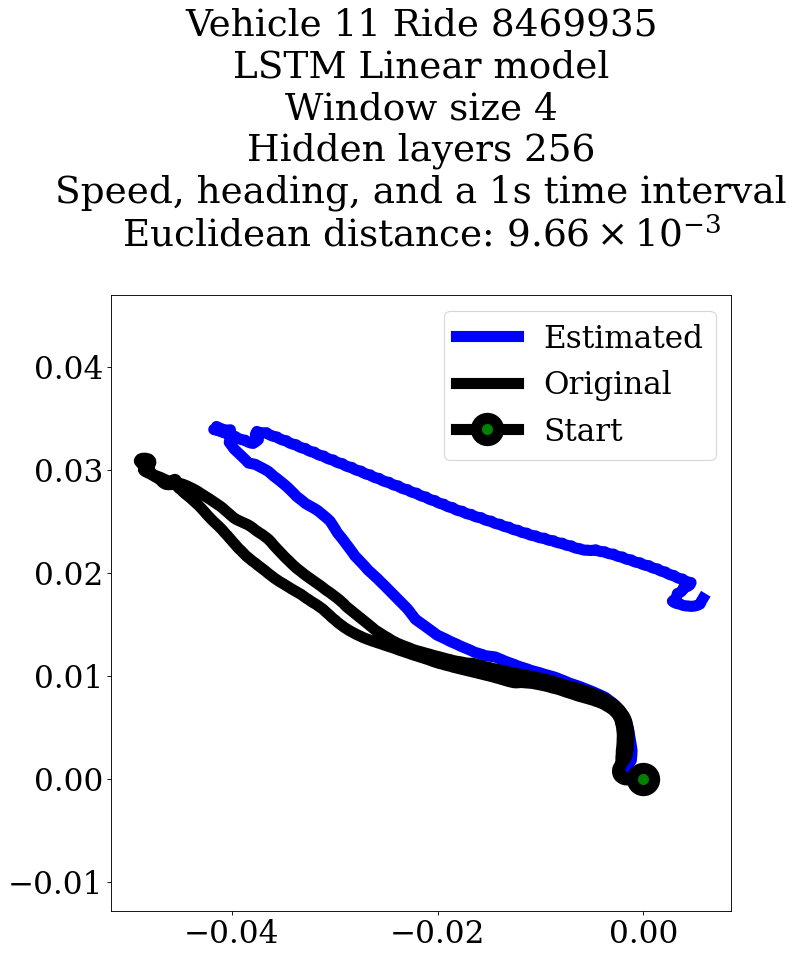 Vehicle 11 Ride 8469935
LSTM Linear model
Window size 4
Hidden layers 256
Speed, heading, and a 1s time interval
Euclidean distance: 9.66 × 10⁻³
Estimated
Original
Start
0.04
0.03
0.02
0.01
0.00
−0.01
−0.04
−0.02
0.00